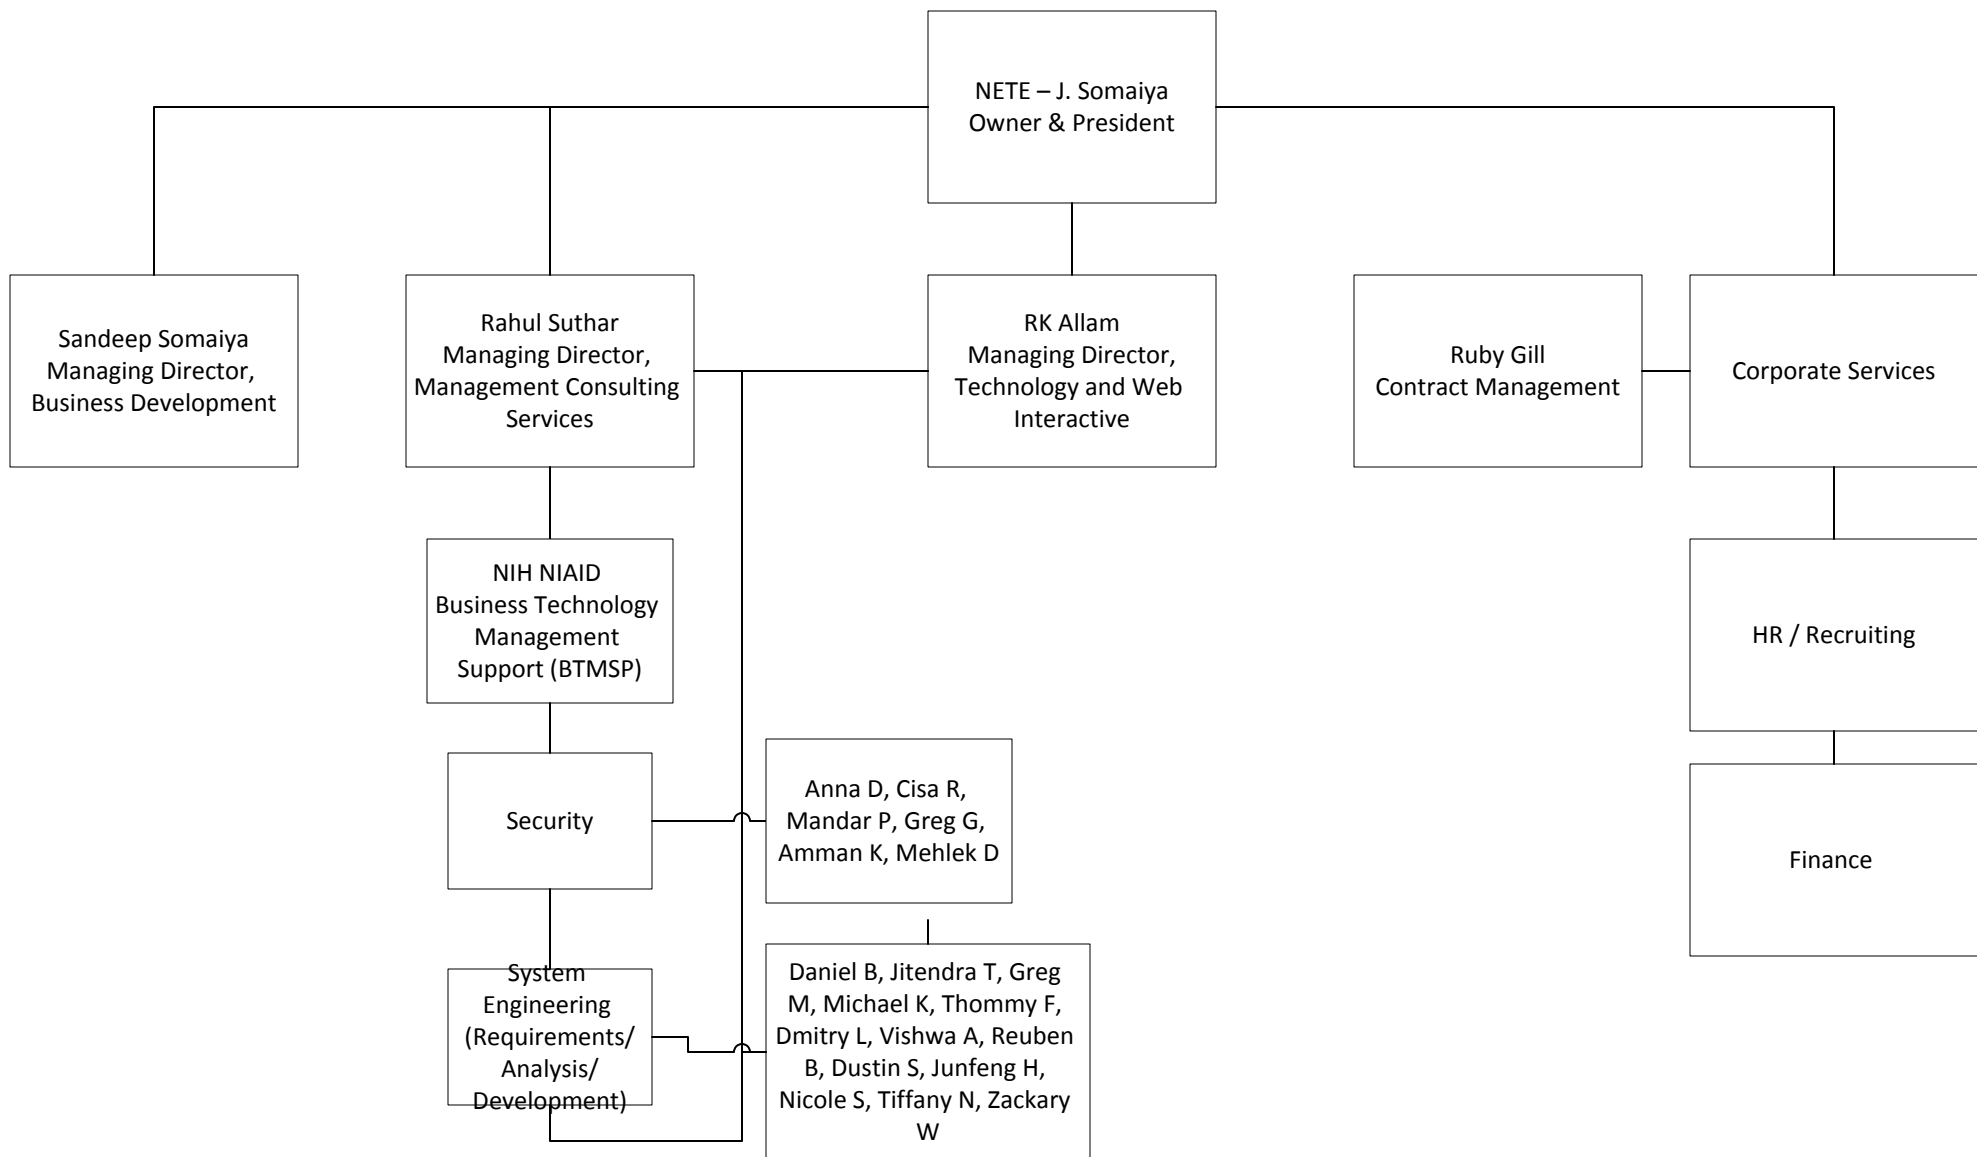 NETE – J. Somaiya
Owner & President
Sandeep Somaiya
Managing Director,
Business Development
Rahul Suthar
Managing Director,
Management Consulting
Services
RK Allam
Managing Director,
Technology and Web
Interactive
Ruby Gill
Contract Management
Corporate Services
NIH NIAID
Business Technology
Management
Support (BTMSP)
HR / Recruiting
Security
Anna D, Cisa R,
Mandar P, Greg G,
Amman K, Mehlek D
Finance
System
Engineering
(Requirements/
Analysis/
Development)
Daniel B, Jitendra T, Greg
M, Michael K, Thommy F,
Dmitry L, Vishwa A, Reuben
B, Dustin S, Junfeng H,
Nicole S, Tiffany N, Zackary
W